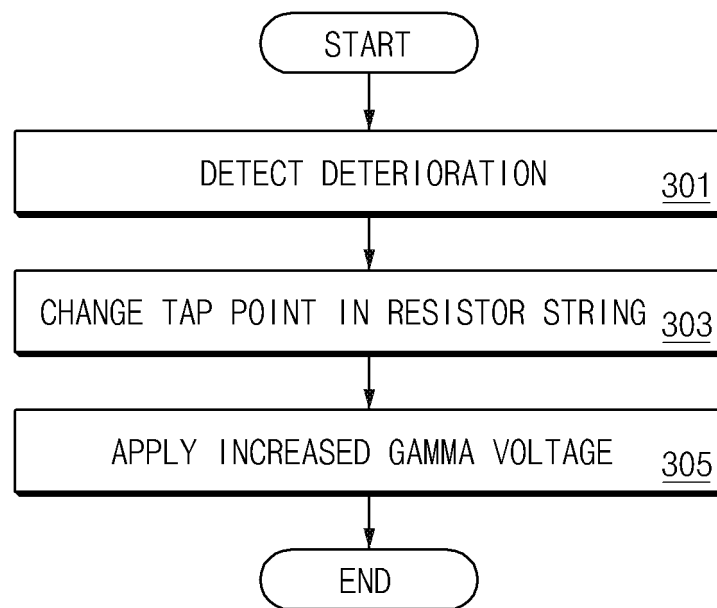 START
DETECT DETERIORATION 301
CHANGE TAP POINT IN RESISTOR STRING 303
APPLY INCREASED GAMMA VOLTAGE 305
END